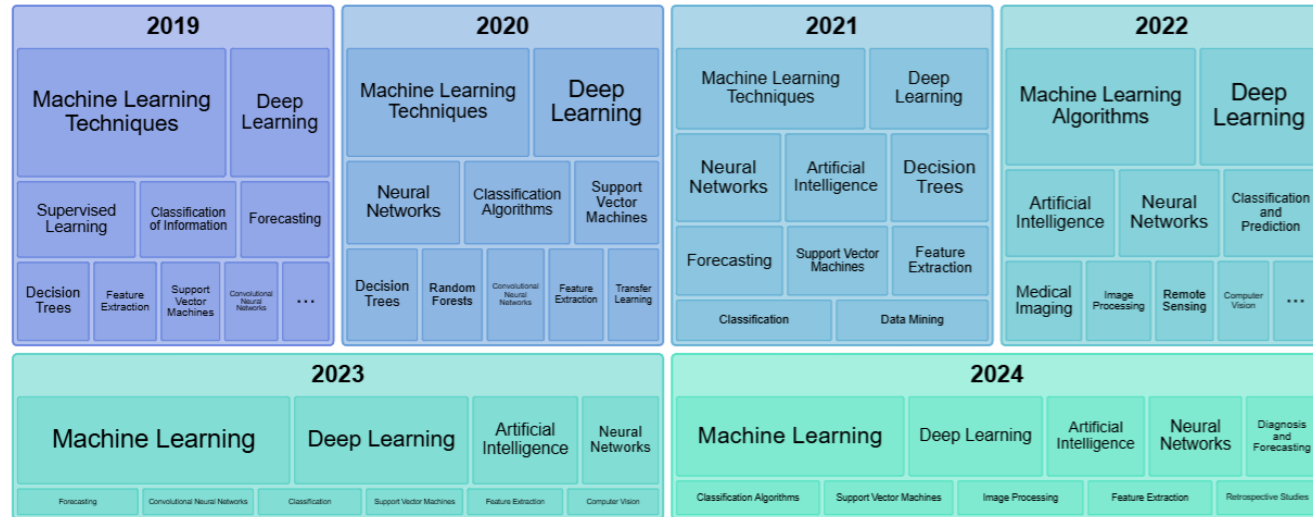 2019
Machine Learning
Techniques
Deep
Learning
Supervised
Learning
Classification
of Information
Forecasting
Decision
Trees
Feature
Extraction
Support
Vector
Machines
Convolutional
Neural
Networks
...
2020
Machine Learning
Techniques
Deep
Learning
Neural
Networks
Classification
Algorithms
Support
Vector
Machines
Decision
Trees
Random
Forests
Convolutional
Neural
Networks
Feature
Extraction
Transfer
Learning
2021
Machine Learning
Techniques
Deep
Learning
Neural
Networks
Artificial
Intelligence
Decision
Trees
Forecasting
Support Vector
Machines
Feature
Extraction
Classification
Data Mining
2022
Machine Learning
Algorithms
Deep
Learning
Artificial
Intelligence
Neural
Networks
Classification
and
Prediction
Medical
Imaging
Image
Processing
Remote
Sensing
Computer
Vision
...
2023
Machine Learning
Deep Learning
Artificial
Intelligence
Neural
Networks
Forecasting
Convolutional Neural Networks
Classification
Support Vector Machines
Feature Extraction
Computer Vision
2024
Machine Learning
Deep Learning
Artificial
Intelligence
Neural
Networks
Diagnosis
and
Forecasting
Classification Algorithms
Support Vector Machines
Image Processing
Feature Extraction
Retrospective Studies